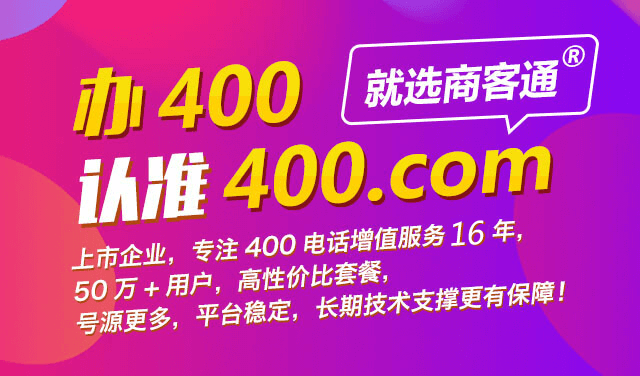 办 400
就选商客通®
认准 400.com
上市企业，专注 400 电话增值服务 16 年，
50 万 + 用户，高性价比套餐，
号源更多，平台稳定，长期技术支撑更有保障！